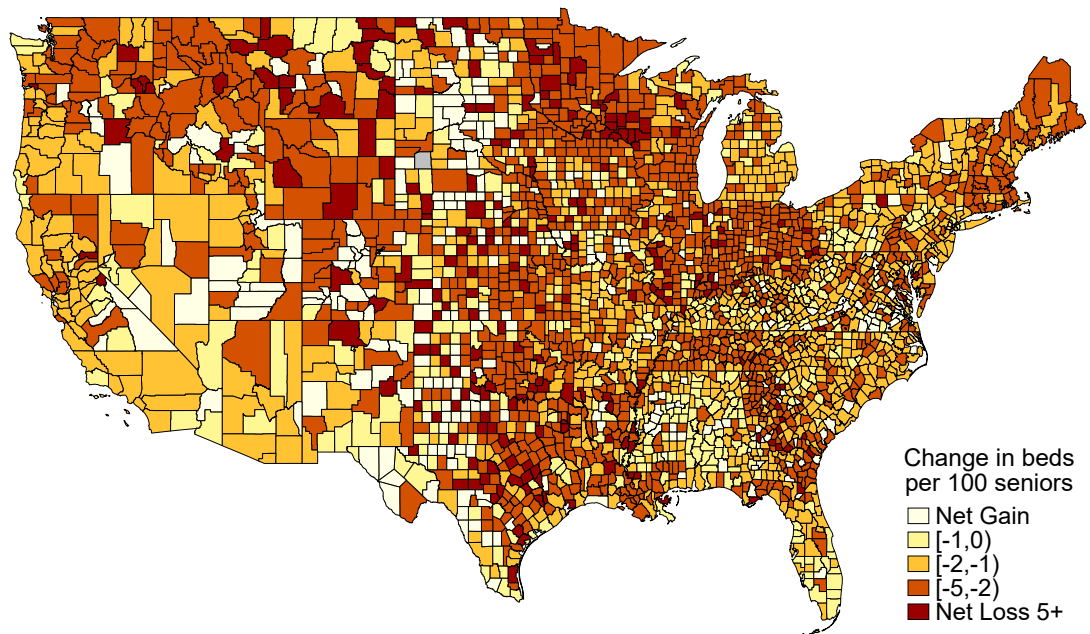 Change in beds
per 100 seniors
Net Gain
[-1,0)
[-2,-1)
[-5,-2)
Net Loss 5+